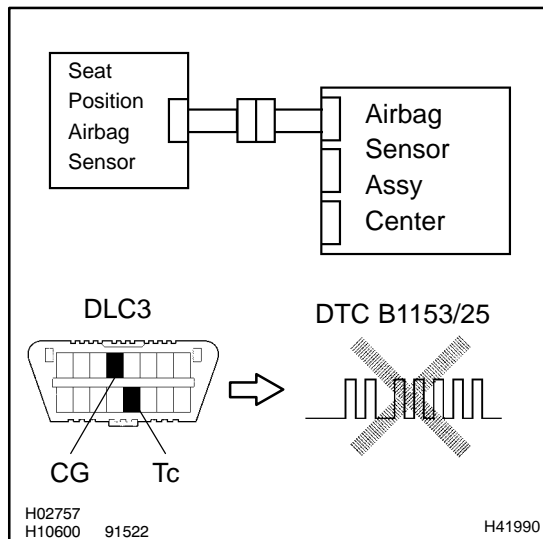 Seat
Position
Airbag
Sensor
Airbag
Sensor
Assy
Center
DLC3
DTC B1153/25
CG
Tc
H02757
H10600 91522
H41990